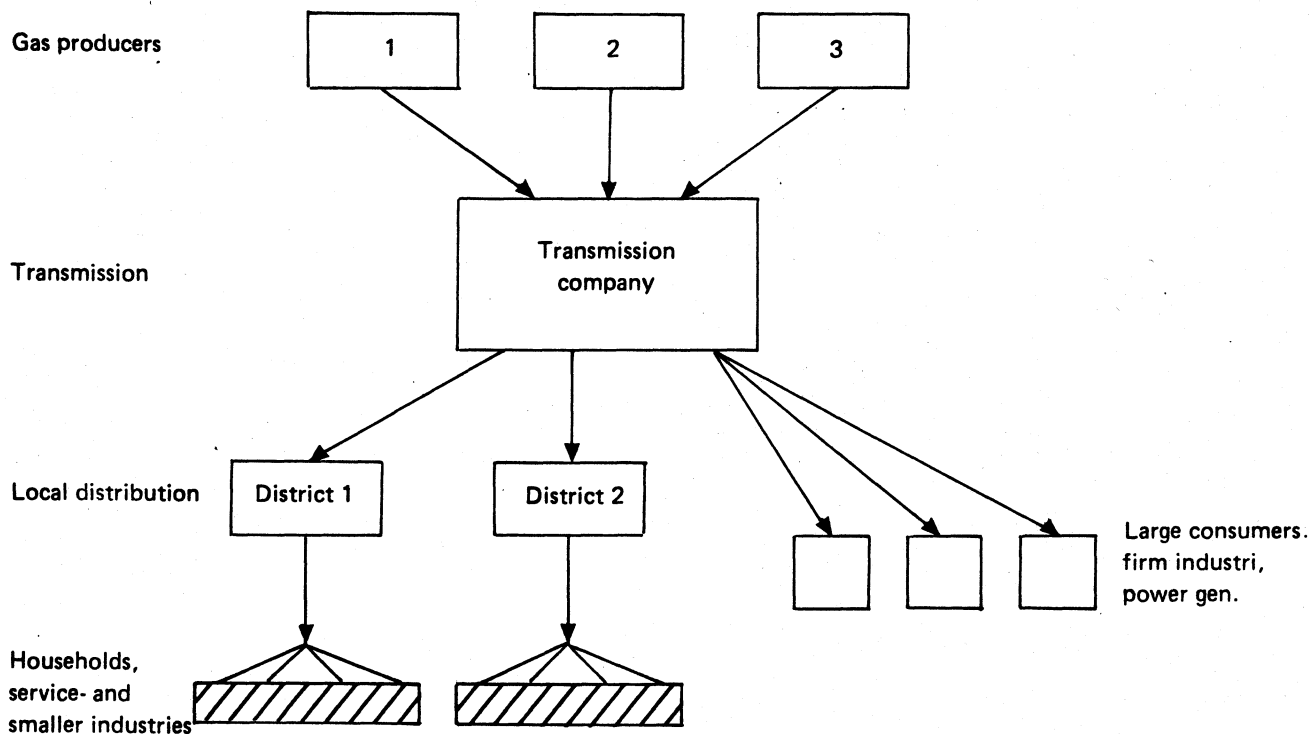 Gas producers
1
2
3
Transmission
Transmission
company
Local distribution
District 1
District 2
Large consumers.
firm industri,
power gen.
Households,
service- and
smaller industries